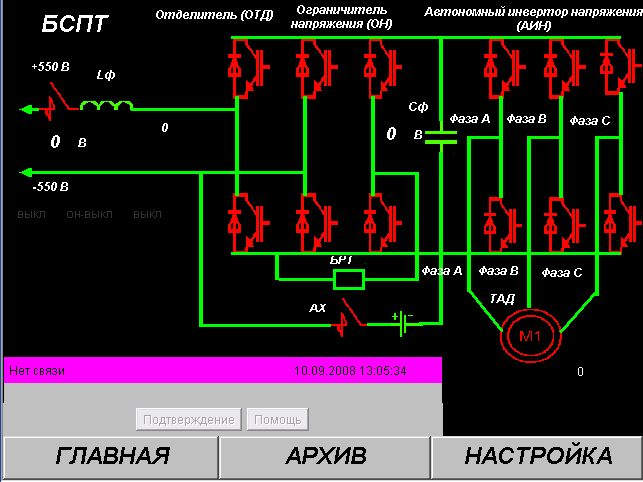 БСПТ
Отделитель (ОТД)
Ограничитель
напряжения (ОН)
Автономный инвертор напряжения
(АИН)
+550 В
Lф
0 В
0
Сф
0 В
Фаза А
Фаза В
Фаза С
-550 В
выкл
он-выкл
выкл
БРТ
Фаза А
Фаза В
Фаза С
АХ
+ -
ТАД
М1
0
Нет связи
10.09.2008 13:05:34
Подтверждение
Помощь
ГЛАВНАЯ
АРХИВ
НАСТРОЙКА